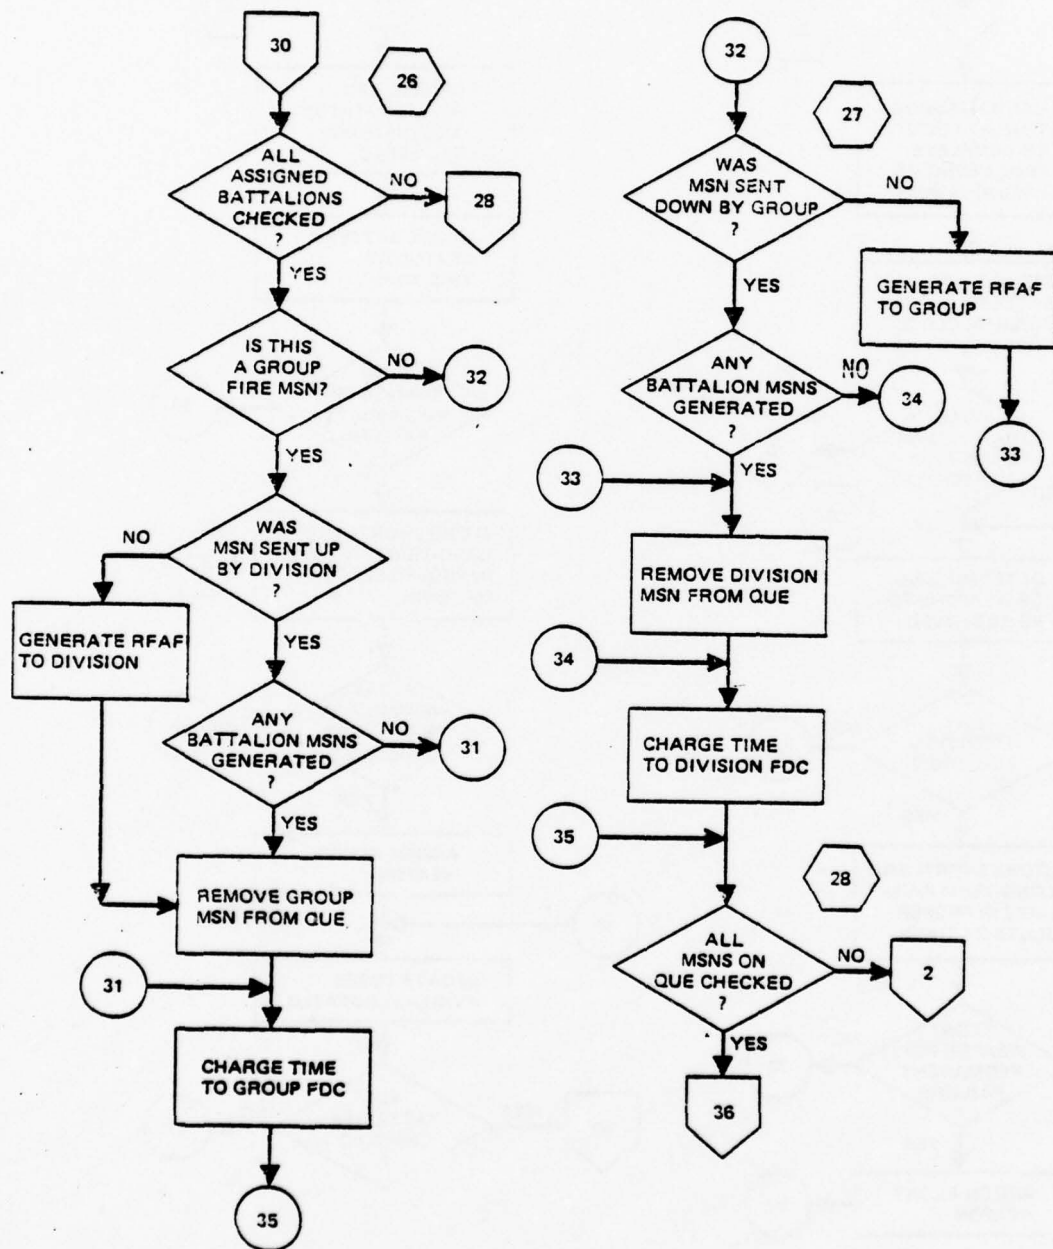 30
26
ALL
ASSIGNED
BATTALIONS
CHECKED
?
NO
28
YES
IS THIS
A GROUP
FIRE MSN?
NO
32
YES
WAS
MSN SENT UP
BY DIVISION
?
NO
GENERATE RFAF
TO DIVISION
YES
ANY
BATTALION MSNS
GENERATED
?
NO
31
YES
REMOVE GROUP
MSN FROM QUE
31
CHARGE TIME
TO GROUP FDC
35
32
27
WAS
MSN SENT
DOWN BY GROUP
?
NO
GENERATE RFAF
TO GROUP
33
YES
ANY
BATTALION MSNS
GENERATED
?
NO
34
YES
33
REMOVE DIVISION
MSN FROM QUE
34
CHARGE TIME
TO DIVISION FDC
35
28
ALL
MSNS ON
QUE CHECKED
?
NO
2
YES
36